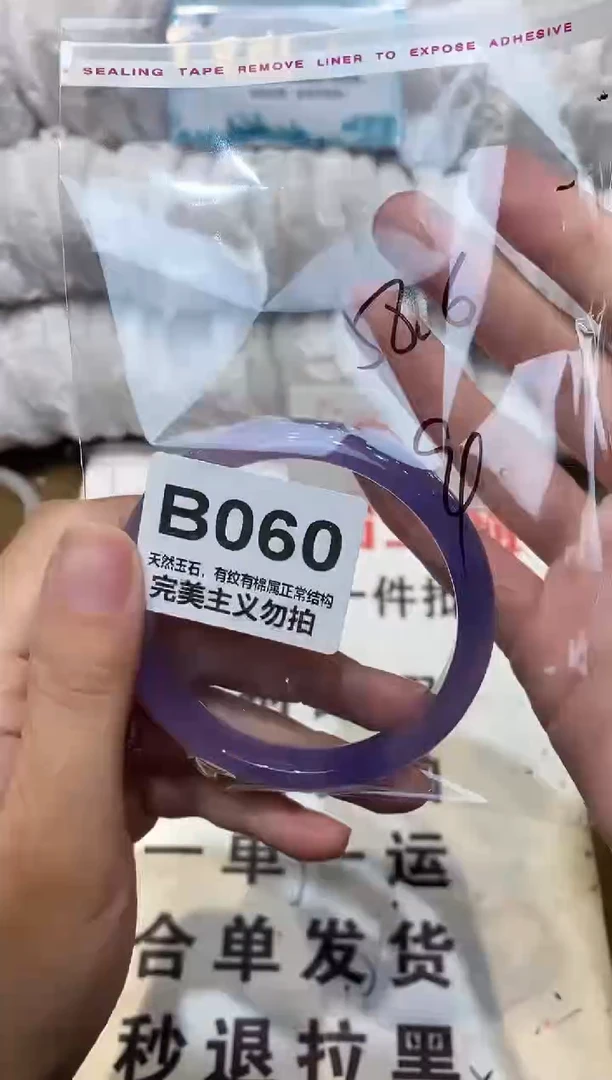 SEALING TAPE REMOVE LINER TO EXPOSE ADHESIVE
58.6
B060
天然玉石，有纹有棉属正常结构
完美主义勿拍
一件拍
一单一运
合单发货
秒退拉黑